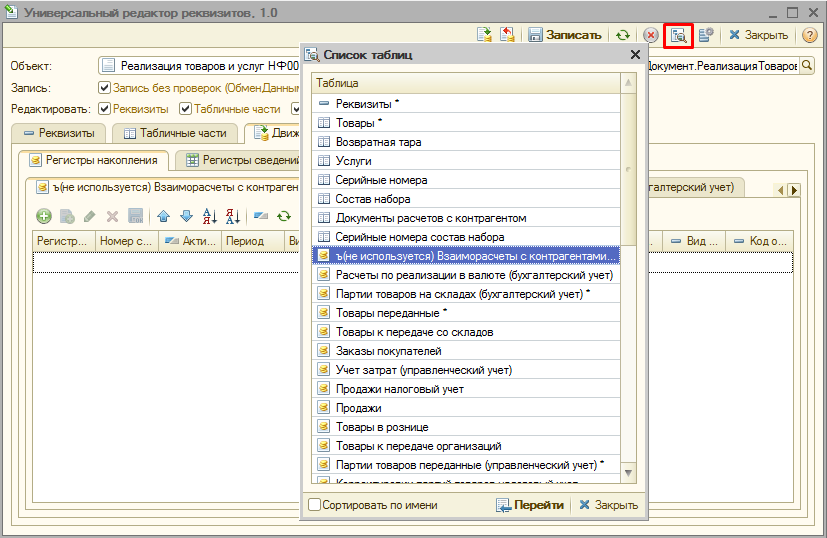 Универсальный редактор реквизитов, 1.0
Записать
Закрыть
Объект:
Реализация товаров и услуг НФ00
Документ.РеализацияТоваров
Запись:
Запись без проверок (ОбменДанным
Редактировать:
Реквизиты
Табличные части
Реквизиты
Табличные части
Движ
Регистры накопления
Регистры сведений
ъ(не используется) Взаиморасчеты с контраген
галтерский учет)
Регистр...
Номер с...
Акти...
Период
Ви
...
Вид ...
Код о...
Список таблиц
Таблица
Реквизиты *
Товары *
Возвратная тара
Услуги
Серийные номера
Состав набора
Документы расчетов с контрагентом
Серийные номера состав набора
ъ(не используется) Взаиморасчеты с контрагентами...
Расчеты по реализации в валюте (бухгалтерский учет)
Партии товаров на складах (бухгалтерский учет) *
Товары переданные *
Товары к передаче со складов
Заказы покупателей
Учет затрат (управленческий учет)
Продажи налоговый учет
Продажи
Товары в рознице
Товары к передаче организаций
Партии товаров переданные (управленческий учет) *
Сортировать по имени
Перейти
Закрыть